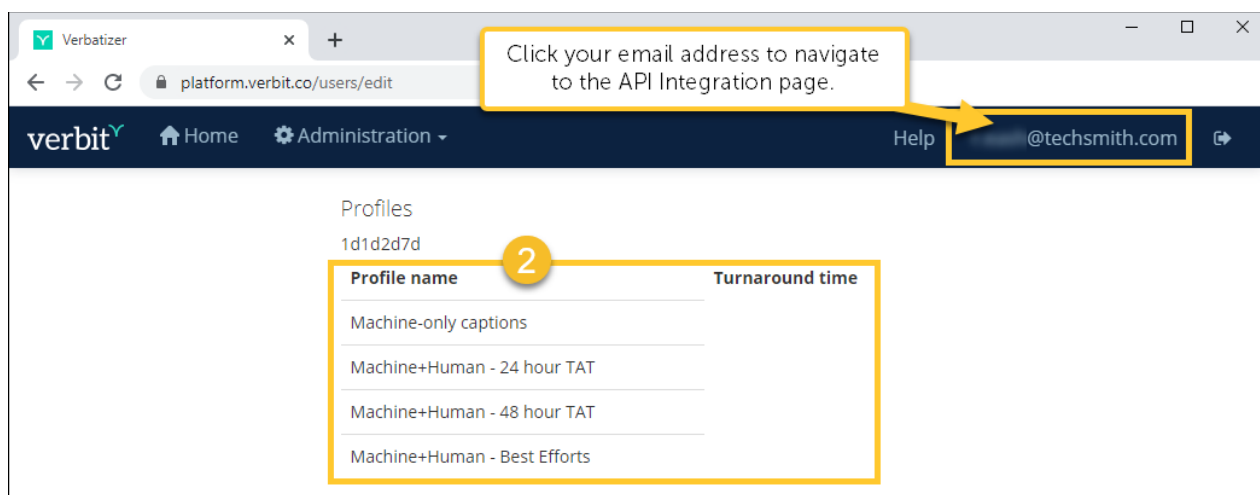 Verbatizer
Click your email address to navigate
to the API Integration page.
platform.verbit.co/users/edit
verbit Home Administration Help @techsmith.com
Profiles
1d1d2d7d
2
Profile name Turnaround time
Machine-only captions
Machine+Human - 24 hour TAT
Machine+Human - 48 hour TAT
Machine+Human - Best Efforts